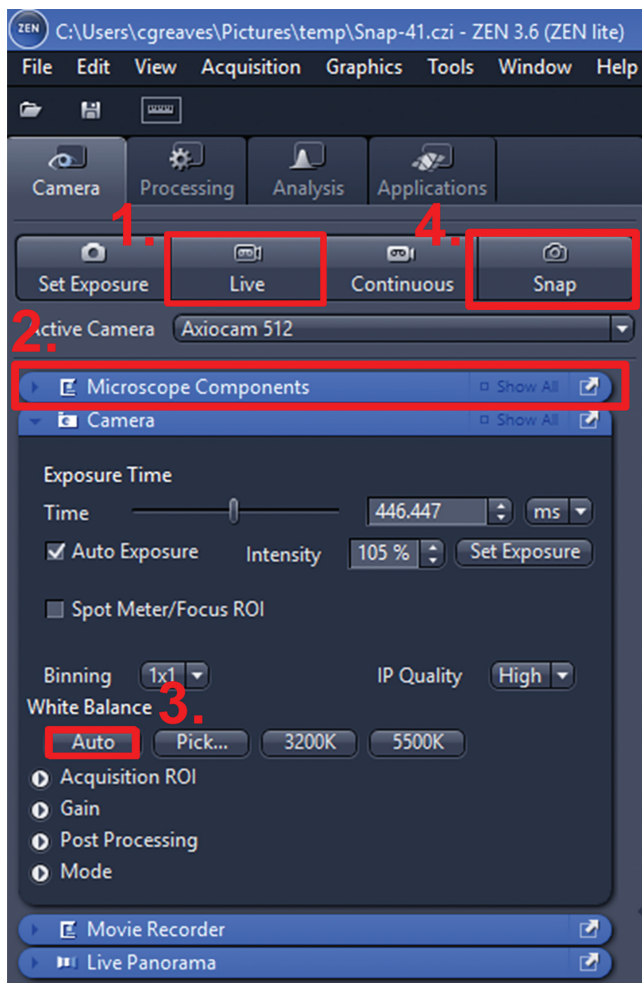 ZEN C:\Users\cgreaves\Pictures\temp\Snap-41.czi - ZEN 3.6 (ZEN lite)
File Edit View Acquisition Graphics Tools Window Help
Camera Processing Analysis Applications
1. 4.
Set Exposure Live Continuous Snap
Active Camera Axiocam 512
2.
Microscope Components Show All
Camera Show All
Exposure Time
Time 446.447 ms
Auto Exposure Intensity 105 % Set Exposure
Spot Meter/Focus ROI
Binning 1x1 IP Quality High
White Balance 3.
Auto Pick... 3200K 5500K
Acquisition ROI
Gain
Post Processing
Mode
Movie Recorder
Live Panorama